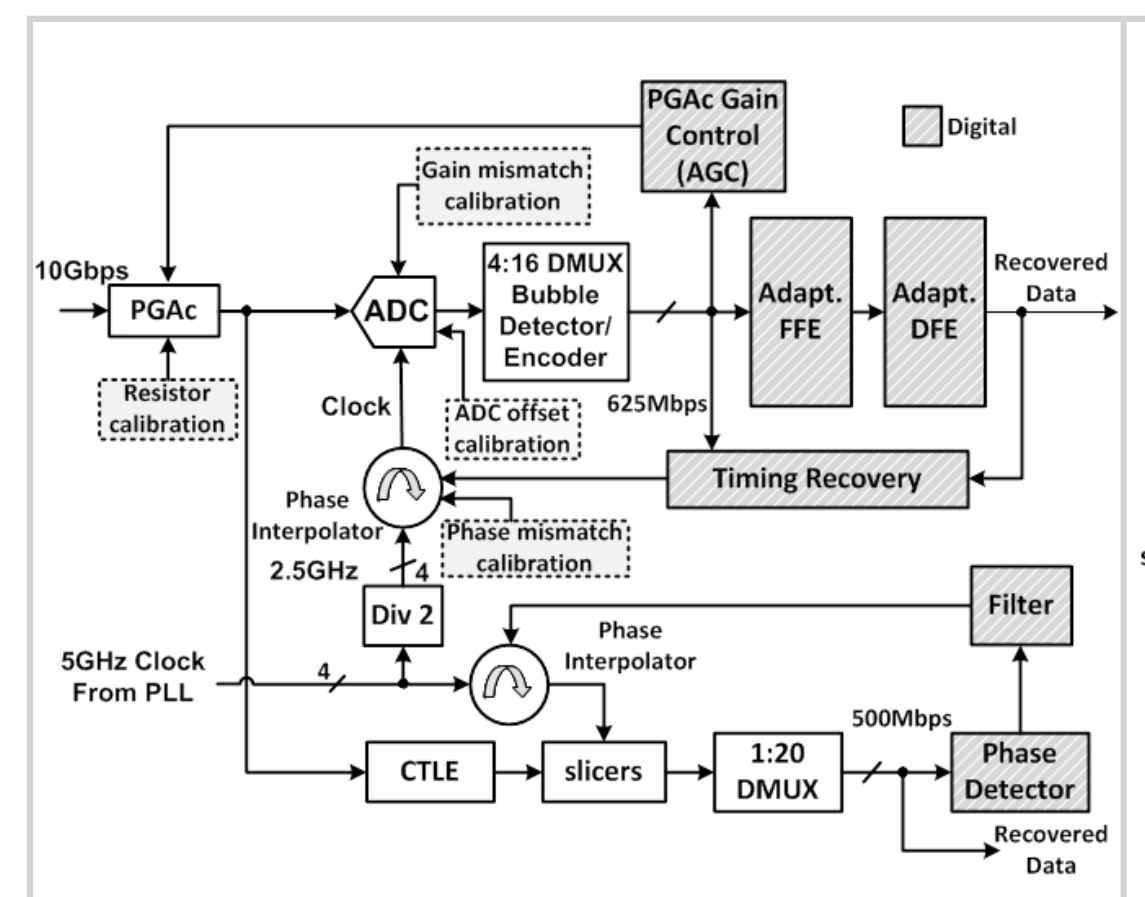 PGAc Gain
Control
(AGC)
Digital
Gain mismatch
calibration
10Gbps
PGAc
ADC
4:16 DMUX
Bubble
Detector/
Encoder
Adapt.
FFE
Adapt.
DFE
Recovered
Data
Resistor
calibration
Clock
ADC offset
calibration
625Mbps
Timing Recovery
Phase
Interpolator
Phase mismatch
calibration
2.5GHz
4
Div 2
Filter
Phase
Interpolator
5GHz Clock
From PLL
4
500Mbps
CTLE
slicers
1:20
DMUX
Phase
Detector
Recovered
Data
s